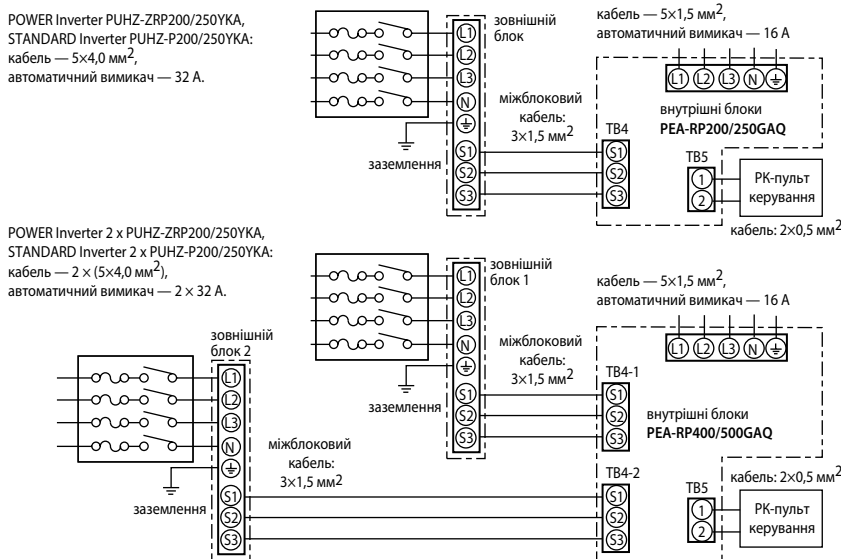 POWER Inverter PUHZ-ZRP200/250YKA,
STANDARD Inverter PUHZ-P200/250YKA:
кабель — 5×4,0 мм²,
автоматичний вимикач — 32 А.
L1
L2
L3
N
S1
S2
S3
зовнішній
блок
заземлення
міжблоковий
кабель:
3×1,5 мм²
кабель — 5×1,5 мм²,
автоматичний вимикач — 16 А
L1 L2 L3 N
внутрішні блоки
PEA-RP200/250GAQ
TB4
S1
S2
S3
TB5
1
2
РК-пульт
керування
кабель: 2×0,5 мм²
POWER Inverter 2 x PUHZ-ZRP200/250YKA,
STANDARD Inverter 2 x PUHZ-P200/250YKA:
кабель — 2 × (5×4,0 мм²),
автоматичний вимикач — 2 × 32 А.
L1
L2
L3
N
S1
S2
S3
зовнішній
блок 1
заземлення
міжблоковий
кабель:
3×1,5 мм²
кабель — 5×1,5 мм²,
автоматичний вимикач — 16 А
L1 L2 L3 N
TB4-1
S1
S2
S3
внутрішні блоки
PEA-RP400/500GAQ
зовнішній
блок 2
L1
L2
L3
N
S1
S2
S3
заземлення
міжблоковий
кабель:
3×1,5 мм²
TB4-2
S1
S2
S3
TB5
1
2
кабель: 2×0,5 мм²
РК-пульт
керування